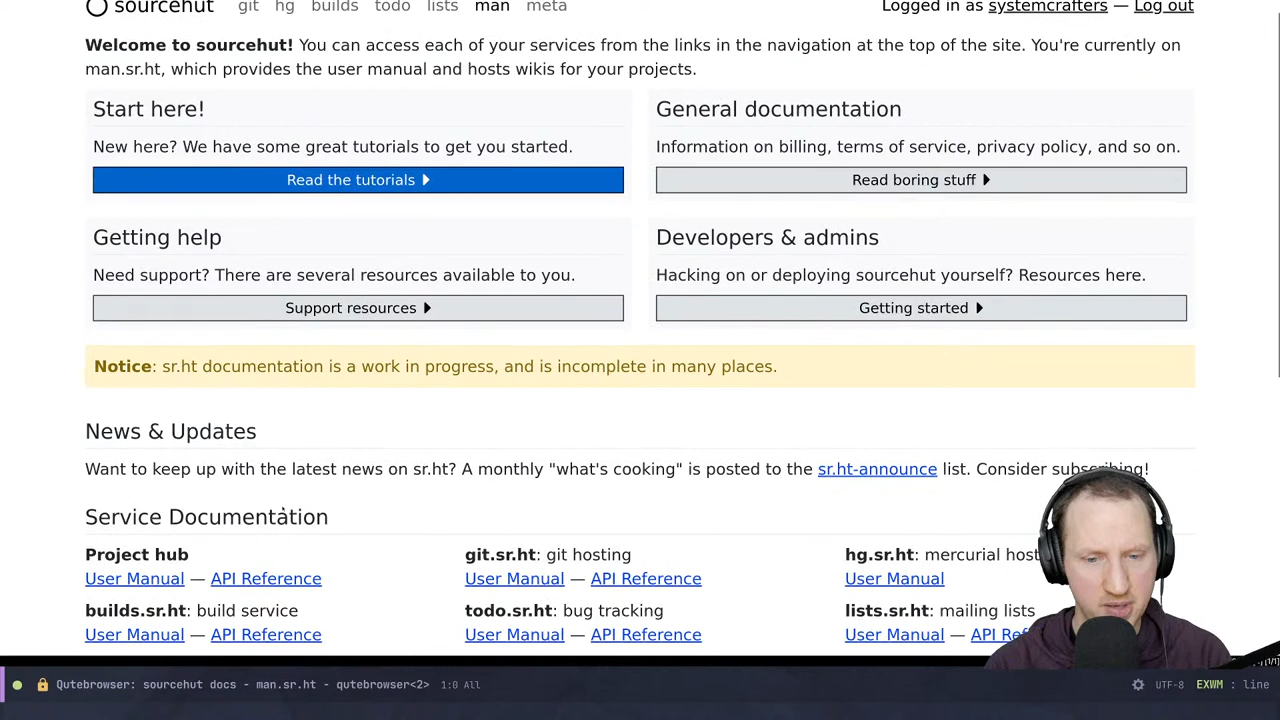 sourcehut git hg builds todo lists man meta Logged in as systemcrafters — Log out
Welcome to sourcehut! You can access each of your services from the links in the navigation at the top of the site. You're currently on
man.sr.ht, which provides the user manual and hosts wikis for your projects.
Start here!
New here? We have some great tutorials to get you started.
Read the tutorials
General documentation
Information on billing, terms of service, privacy policy, and so on.
Read boring stuff
Getting help
Need support? There are several resources available to you.
Support resources
Developers & admins
Hacking on or deploying sourcehut yourself? Resources here.
Getting started
Notice: sr.ht documentation is a work in progress, and is incomplete in many places.
News & Updates
Want to keep up with the latest news on sr.ht? A monthly "what's cooking" is posted to the sr.ht-announce list. Consider subscribing!
Service Documentation
Project hub
User Manual — API Reference
git.sr.ht: git hosting
User Manual — API Reference
hg.sr.ht: mercurial
User Manual
builds.sr.ht: build service
User Manual — API Reference
todo.sr.ht: bug tracking
User Manual — API Reference
lists.sr.ht: mailing lists
User Manual — API
Qutebrowser: sourcehut docs - man.sr.ht - qutebrowser<2> 1:0 All UTF-8 EXWM : line